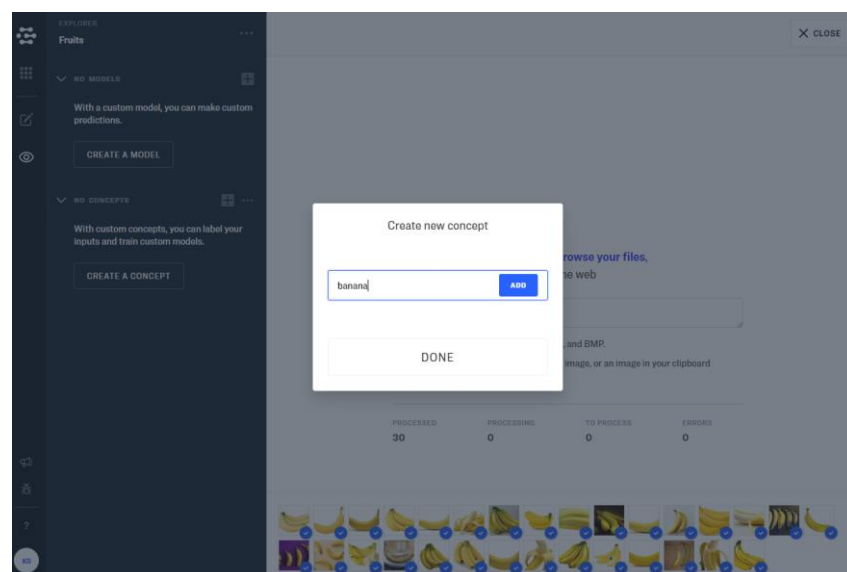 EXPLORER
Fruits
CLOSE
NO MODELS
With a custom model, you can make custom
predictions.
CREATE A MODEL
NO CONCEPTS
With custom concepts, you can label your
inputs and train custom models.
CREATE A CONCEPT
Create new concept
banana
ADD
DONE
rowse your files,
he web
, and BMP.
image, or an image in your clipboard
PROCESSED PROCESSING TO PROCESS ERRORS
30 0 0 0
?
KS